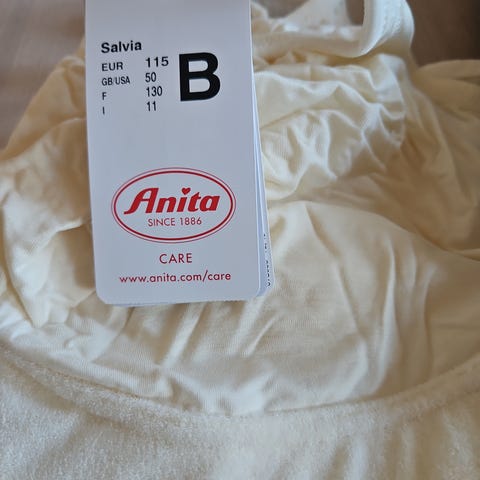 Salvia
EUR 115
GB/USA 50
F 130
I 11
B
Anita
SINCE 1886
CARE
www.anita.com/care